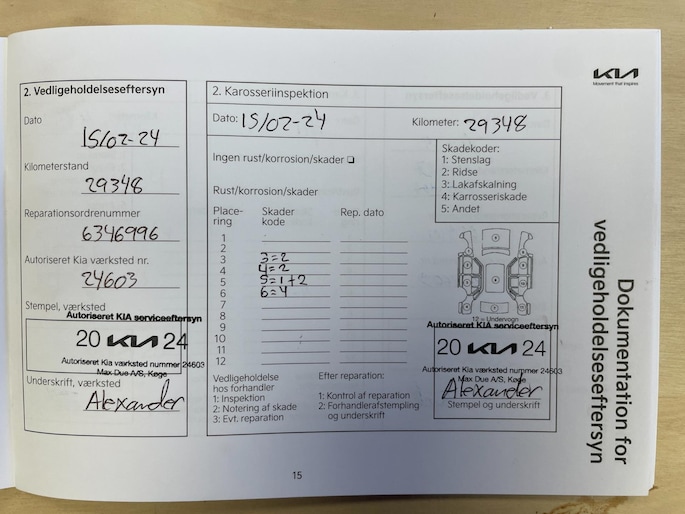 2. Vedligeholdelseseftersyn
Dato
15/02-24
Kilometerstand
29348
Reparationsordrenummer
6346996
Autoriseret Kia værksted nr.
24603
Stempel, værksted
Autoriseret KIA serviceeftersyn
20 KIA 24
Autoriseret Kia værksted nummer 24603
Max Due A/S, Køge
Underskrift, værksted
Alexander
2. Karosseriinspektion
Dato: 15/02-24 Kilometer: 29348
Ingen rust/korrosion/skader
Rust/korrosion/skader
Skadekoder:
1: Stenslag
2: Ridse
3: Lakafskalning
4: Karosseriskade
5: Andet
Place-
ring
Skader
kode
Rep. dato
1
2
3 3=2
4 4=2
5 5=1+2
6 6=4
7
8
9
10
11
12
12 = Undervogn
Autoriseret KIA serviceeftersyn
20 KIA 24
Autoriseret Kia værksted nummer 24603
Max Due A/S, Køge
Alexander
Stempel og underskrift
Vedligeholdelse
hos forhandler
1: Inspektion
2: Notering af skade
3: Evt. reparation
Efter reparation:
1: Kontrol af reparation
2: Forhandlerafstempling
og underskrift
15
KIA
Movement that inspires
Dokumentation for
vedligeholdelseseftersyn